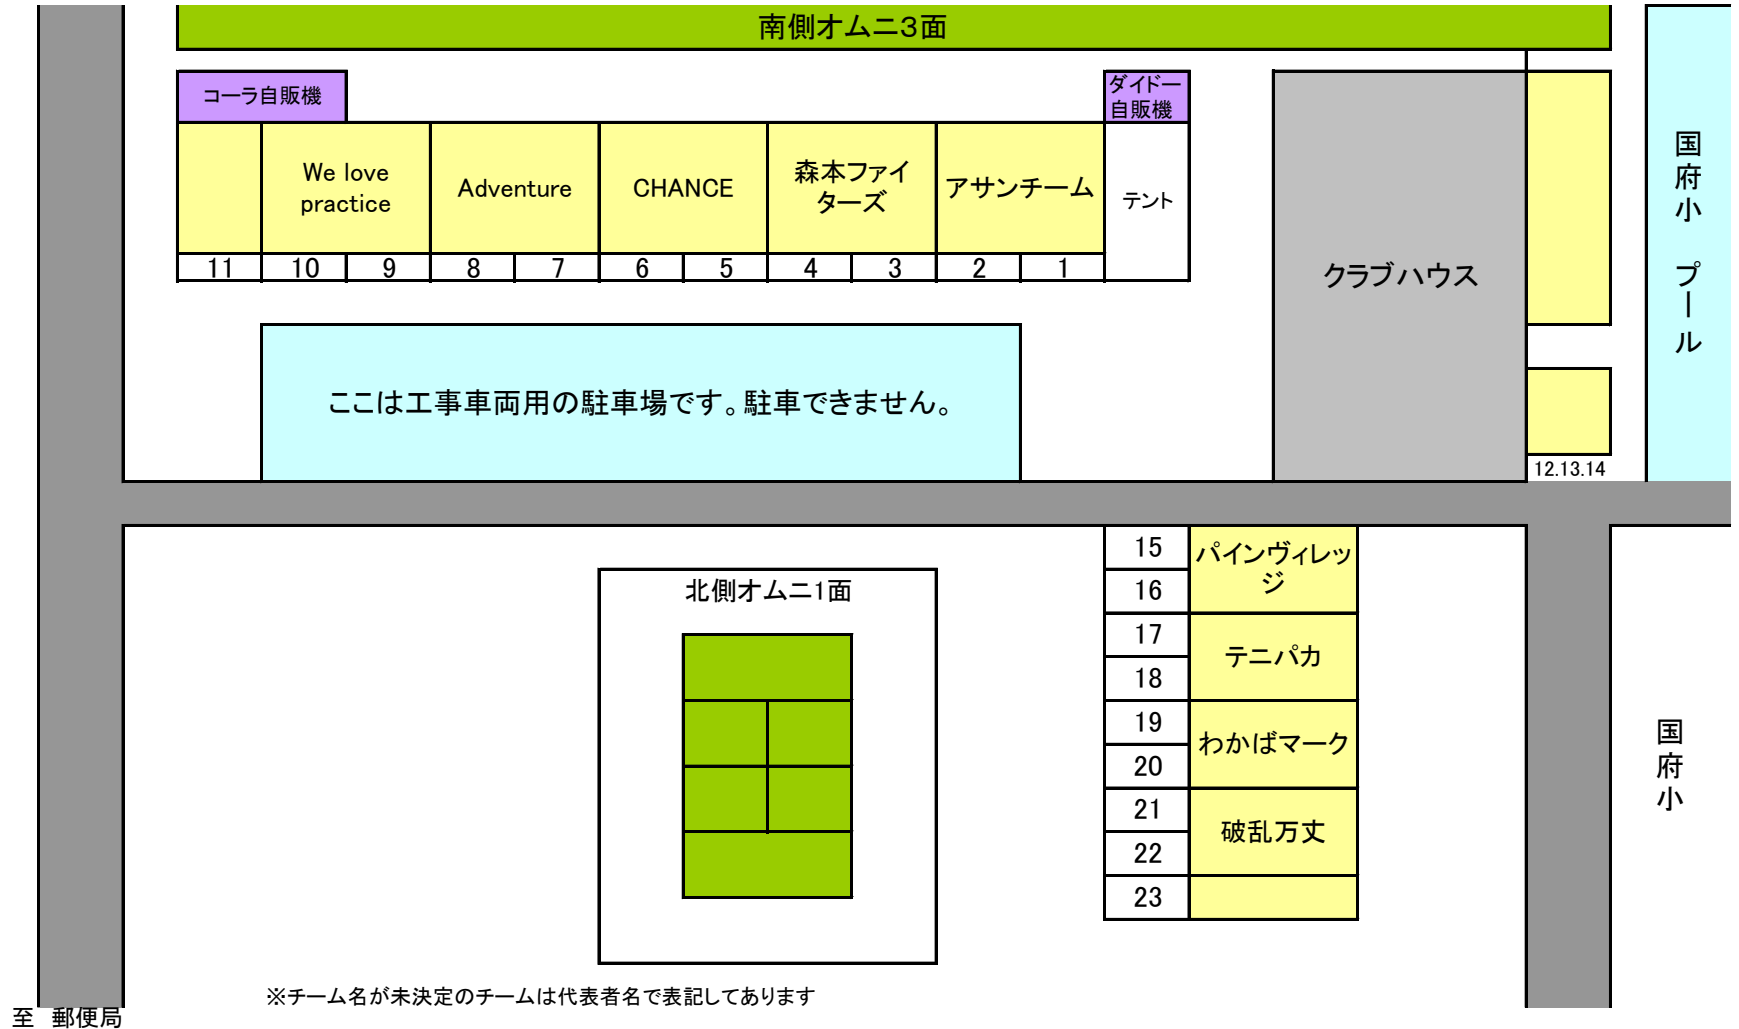 南側オムニ3面
コーラ自販機
ダイドー
自販機
We love
practice
Adventure
CHANCE
森本ファイ
ターズ
アサンチーム
テント
11 10 9 8 7 6 5 4 3 2 1
クラブハウス
国府小 プール
ここは工事車両用の駐車場です。駐車できません。
12.13.14
15
16
パインヴィレッ
ジ
17
18
テニパカ
19
20
わかばマーク
21
22
破乱万丈
23
北側オムニ1面
国府小
※チーム名が未決定のチームは代表者名で表記してあります
至 郵便局